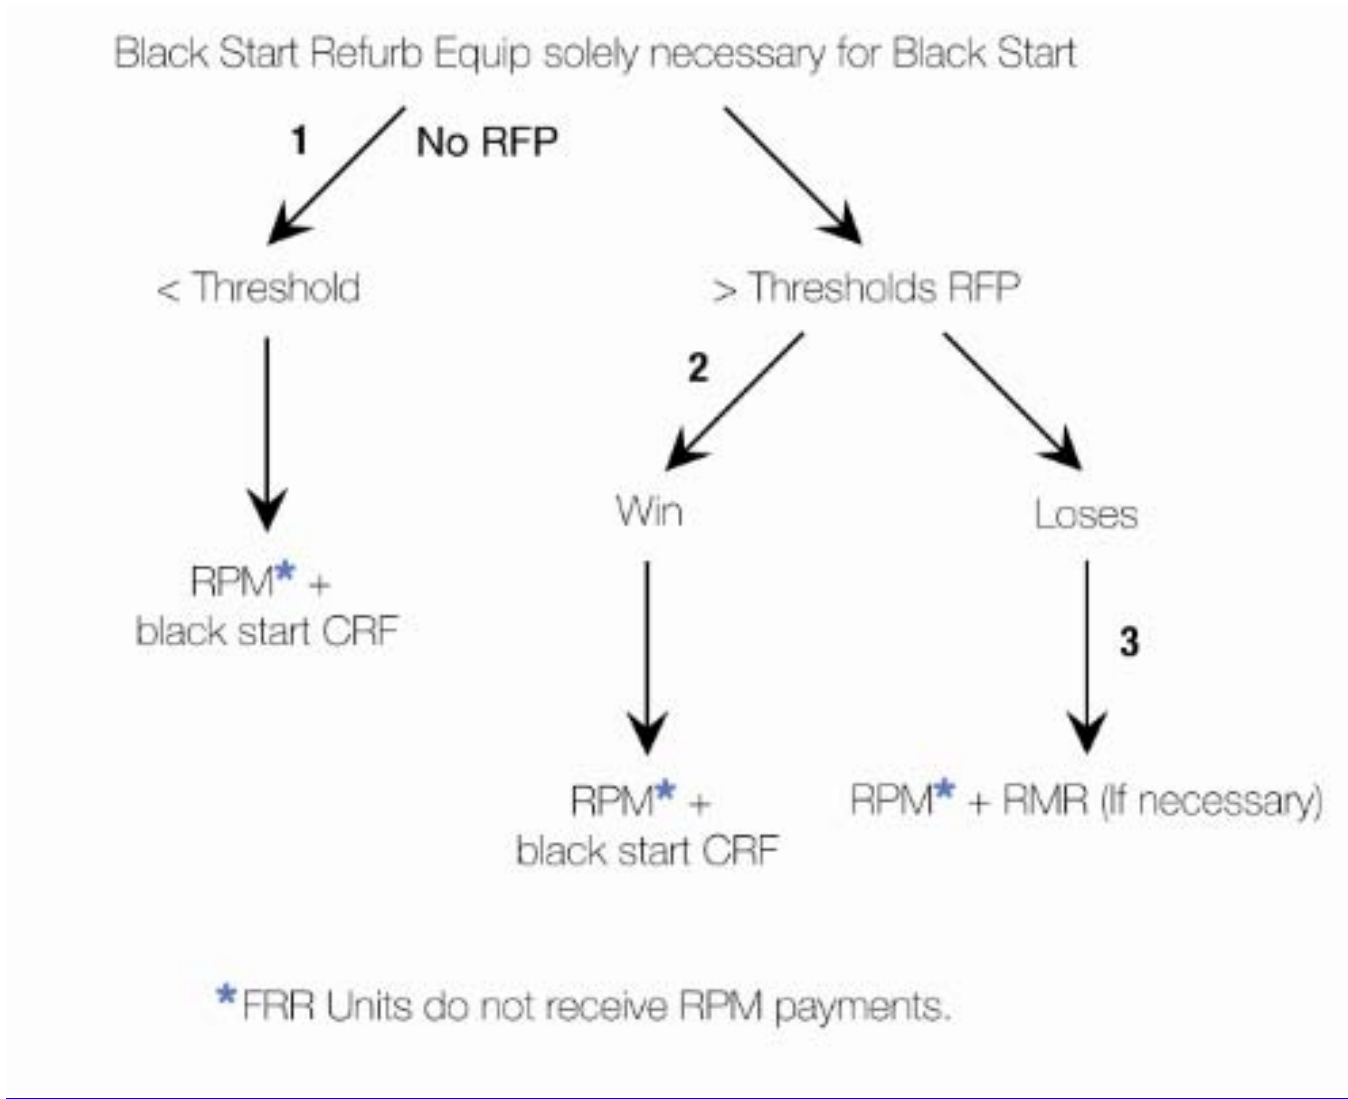 Black Start Refurb Equip solely necessary for Black Start
1
No RFP
< Threshold
> Thresholds RFP
2
Win
Loses
RPM* +
black start CRF
3
RPM* +
black start CRF
RPM* + RMR (If necessary)
*FRR Units do not receive RPM payments.